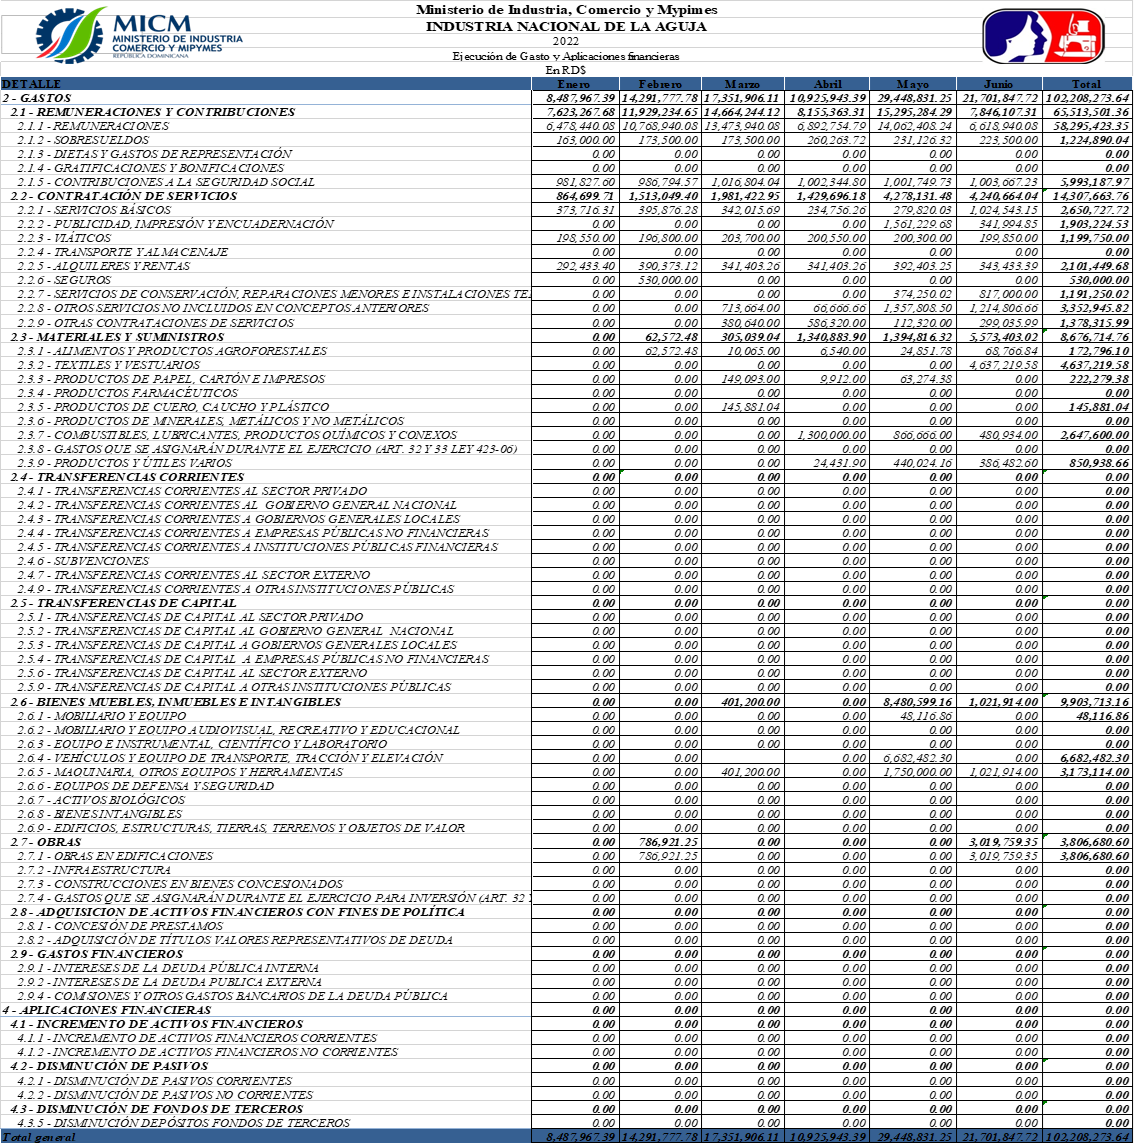 MICM
MINISTERIO DE INDUSTRIA
COMERCIO Y MIPYMES
REPÚBLICA DOMINICANA
Ministerio de Industria, Comercio y Mypimes
INDUSTRIA NACIONAL DE LA AGUJA
2022
Ejecución de Gasto y Aplicaciones financieras
En RD$
DETALLE Enero Febrero Marzo Abril Mayo Junio Total
2 - GASTOS 8,487,967.39 14,291,777.78 17,351,906.11 10,925,943.39 29,448,831.25 21,701,847.72 102,208,273.64
2.1 - REMUNERACIONES Y CONTRIBUCIONES 7,623,267.68 11,929,234.65 14,664,244.12 8,155,363.31 15,295,284.29 7,846,107.31 65,513,501.36
2.1.1 - REMUNERACIONES 6,478,440.08 10,768,940.08 13,473,940.08 6,892,754.79 14,062,408.24 6,618,940.08 58,295,423.35
2.1.2 - SOBRESUELDOS 163,000.00 173,500.00 173,500.00 260,263.72 231,126.32 223,500.00 1,224,890.04
2.1.3 - DIETAS Y GASTOS DE REPRESENTACIÓN 0.00 0.00 0.00 0.00 0.00 0.00 0.00
2.1.4 - GRATIFICACIONES Y BONIFICACIONES 0.00 0.00 0.00 0.00 0.00 0.00 0.00
2.1.5 - CONTRIBUCIONES A LA SEGURIDAD SOCIAL 981,827.60 986,794.57 1,016,804.04 1,002,344.80 1,001,749.73 1,003,667.23 5,993,187.97
2.2 - CONTRATACIÓN DE SERVICIOS 864,699.71 1,513,049.40 1,981,422.95 1,429,696.18 4,278,131.48 4,240,664.04 14,307,663.76
2.2.1 - SERVICIOS BÁSICOS 373,716.31 395,876.28 342,015.69 234,756.26 279,820.03 1,024,543.15 2,650,727.72
2.2.2 - PUBLICIDAD, IMPRESIÓN Y ENCUADERNACIÓN 0.00 0.00 0.00 0.00 1,561,229.68 341,994.85 1,903,224.53
2.2.3 - VIÁTICOS 198,550.00 196,800.00 203,700.00 200,550.00 200,300.00 199,850.00 1,199,750.00
2.2.4 - TRANSPORTE Y ALMACENAJE 0.00 0.00 0.00 0.00 0.00 0.00 0.00
2.2.5 - ALQUILERES Y RENTAS 292,433.40 390,373.12 341,403.26 341,403.26 392,403.25 343,433.39 2,101,449.68
2.2.6 - SEGUROS 0.00 530,000.00 0.00 0.00 0.00 0.00 530,000.00
2.2.7 - SERVICIOS DE CONSERVACIÓN, REPARACIONES MENORES E INSTALACIONES TE. 0.00 0.00 0.00 0.00 374,250.02 817,000.00 1,191,250.02
2.2.8 - OTROS SERVICIOS NO INCLUIDOS EN CONCEPTOS ANTERIORES 0.00 0.00 713,664.00 66,666.66 1,357,808.50 1,214,806.66 3,352,945.82
2.2.9 - OTRAS CONTRATACIONES DE SERVICIOS 0.00 0.00 380,640.00 586,320.00 112,320.00 299,035.99 1,378,315.99
2.3 - MATERIALES Y SUMINISTROS 0.00 62,572.48 305,039.04 1,340,883.90 1,394,816.32 5,573,403.02 8,676,714.76
2.3.1 - ALIMENTOS Y PRODUCTOS AGROFORESTALES 0.00 62,572.48 10,065.00 6,540.00 24,851.78 68,766.84 172,796.10
2.3.2 - TEXTILES Y VESTUARIOS 0.00 0.00 0.00 0.00 0.00 4,637,219.58 4,637,219.58
2.3.3 - PRODUCTOS DE PAPEL, CARTÓN E IMPRESOS 0.00 0.00 149,093.00 9,912.00 63,274.38 0.00 222,279.38
2.3.4 - PRODUCTOS FARMACÉUTICOS 0.00 0.00 0.00 0.00 0.00 0.00 0.00
2.3.5 - PRODUCTOS DE CUERO, CAUCHO Y PLÁSTICO 0.00 0.00 145,881.04 0.00 0.00 0.00 145,881.04
2.3.6 - PRODUCTOS DE MINERALES, METÁLICOS Y NO METÁLICOS 0.00 0.00 0.00 0.00 0.00 0.00 0.00
2.3.7 - COMBUSTIBLES, LUBRICANTES, PRODUCTOS QUÍMICOS Y CONEXOS 0.00 0.00 0.00 1,300,000.00 866,666.00 480,934.00 2,647,600.00
2.3.8 - GASTOS QUE SE ASIGNARÁN DURANTE EL EJERCICIO (ART. 32 Y 33 LEY 423-06) 0.00 0.00 0.00 0.00 0.00 0.00 0.00
2.3.9 - PRODUCTOS Y ÚTILES VARIOS 0.00 0.00 0.00 24,431.90 440,024.16 386,482.60 850,938.66
2.4 - TRANSFERENCIAS CORRIENTES 0.00 0.00 0.00 0.00 0.00 0.00 0.00
2.4.1 - TRANSFERENCIAS CORRIENTES AL SECTOR PRIVADO 0.00 0.00 0.00 0.00 0.00 0.00 0.00
2.4.2 - TRANSFERENCIAS CORRIENTES AL GOBIERNO GENERAL NACIONAL 0.00 0.00 0.00 0.00 0.00 0.00 0.00
2.4.3 - TRANSFERENCIAS CORRIENTES A GOBIERNOS GENERALES LOCALES 0.00 0.00 0.00 0.00 0.00 0.00 0.00
2.4.4 - TRANSFERENCIAS CORRIENTES A EMPRESAS PÚBLICAS NO FINANCIERAS 0.00 0.00 0.00 0.00 0.00 0.00 0.00
2.4.5 - TRANSFERENCIAS CORRIENTES A INSTITUCIONES PÚBLICAS FINANCIERAS 0.00 0.00 0.00 0.00 0.00 0.00 0.00
2.4.6 - SUBVENCIONES 0.00 0.00 0.00 0.00 0.00 0.00 0.00
2.4.7 - TRANSFERENCIAS CORRIENTES AL SECTOR EXTERNO 0.00 0.00 0.00 0.00 0.00 0.00 0.00
2.4.9 - TRANSFERENCIAS CORRIENTES A OTRAS INSTITUCIONES PÚBLICAS 0.00 0.00 0.00 0.00 0.00 0.00 0.00
2.5 - TRANSFERENCIAS DE CAPITAL 0.00 0.00 0.00 0.00 0.00 0.00 0.00
2.5.1 - TRANSFERENCIAS DE CAPITAL AL SECTOR PRIVADO 0.00 0.00 0.00 0.00 0.00 0.00 0.00
2.5.2 - TRANSFERENCIAS DE CAPITAL AL GOBIERNO GENERAL NACIONAL 0.00 0.00 0.00 0.00 0.00 0.00 0.00
2.5.3 - TRANSFERENCIAS DE CAPITAL A GOBIERNOS GENERALES LOCALES 0.00 0.00 0.00 0.00 0.00 0.00 0.00
2.5.4 - TRANSFERENCIAS DE CAPITAL A EMPRESAS PÚBLICAS NO FINANCIERAS 0.00 0.00 0.00 0.00 0.00 0.00 0.00
2.5.6 - TRANSFERENCIAS DE CAPITAL AL SECTOR EXTERNO 0.00 0.00 0.00 0.00 0.00 0.00 0.00
2.5.9 - TRANSFERENCIAS DE CAPITAL A OTRAS INSTITUCIONES PÚBLICAS 0.00 0.00 0.00 0.00 0.00 0.00 0.00
2.6 - BIENES MUEBLES, INMUEBLES E INTANGIBLES 0.00 0.00 401,200.00 0.00 8,480,599.16 1,021,914.00 9,903,713.16
2.6.1 - MOBILIARIO Y EQUIPO 0.00 0.00 0.00 0.00 48,116.86 0.00 48,116.86
2.6.2 - MOBILIARIO Y EQUIPO AUDIOVISUAL, RECREATIVO Y EDUCACIONAL 0.00 0.00 0.00 0.00 0.00 0.00 0.00
2.6.3 - EQUIPO E INSTRUMENTAL, CIENTÍFICO Y LABORATORIO 0.00 0.00 0.00 0.00 0.00 0.00 0.00
2.6.4 - VEHÍCULOS Y EQUIPO DE TRANSPORTE, TRACCIÓN Y ELEVACIÓN 0.00 0.00 0.00 6,682,482.30 0.00 6,682,482.30
2.6.5 - MAQUINARIA, OTROS EQUIPOS Y HERRAMIENTAS 0.00 0.00 401,200.00 0.00 1,750,000.00 1,021,914.00 3,173,114.00
2.6.6 - EQUIPOS DE DEFENSA Y SEGURIDAD 0.00 0.00 0.00 0.00 0.00 0.00 0.00
2.6.7 - ACTIVOS BIOLÓGICOS 0.00 0.00 0.00 0.00 0.00 0.00 0.00
2.6.8 - BIENES INTANGIBLES 0.00 0.00 0.00 0.00 0.00 0.00 0.00
2.6.9 - EDIFICIOS, ESTRUCTURAS, TIERRAS, TERRENOS Y OBJETOS DE VALOR 0.00 0.00 0.00 0.00 0.00 0.00 0.00
2.7 - OBRAS 0.00 786,921.25 0.00 0.00 0.00 3,019,759.35 3,806,680.60
2.7.1 - OBRAS EN EDIFICACIONES 0.00 786,921.25 0.00 0.00 0.00 3,019,759.35 3,806,680.60
2.7.2 - INFRAESTRUCTURA 0.00 0.00 0.00 0.00 0.00 0.00 0.00
2.7.3 - CONSTRUCCIONES EN BIENES CONCESIONADOS 0.00 0.00 0.00 0.00 0.00 0.00 0.00
2.7.4 - GASTOS QUE SE ASIGNARÁN DURANTE EL EJERCICIO PARA INVERSIÓN (ART. 32 Y 0.00 0.00 0.00 0.00 0.00 0.00 0.00
2.8 - ADQUISICION DE ACTIVOS FINANCIEROS CON FINES DE POLÍTICA 0.00 0.00 0.00 0.00 0.00 0.00 0.00
2.8.1 - CONCESIÓN DE PRESTAMOS 0.00 0.00 0.00 0.00 0.00 0.00 0.00
2.8.2 - ADQUISICIÓN DE TÍTULOS VALORES REPRESENTATIVOS DE DEUDA 0.00 0.00 0.00 0.00 0.00 0.00 0.00
2.9 - GASTOS FINANCIEROS 0.00 0.00 0.00 0.00 0.00 0.00 0.00
2.9.1 - INTERESES DE LA DEUDA PÚBLICA INTERNA 0.00 0.00 0.00 0.00 0.00 0.00 0.00
2.9.2 - INTERESES DE LA DEUDA PUBLICA EXTERNA 0.00 0.00 0.00 0.00 0.00 0.00 0.00
2.9.4 - COMISIONES Y OTROS GASTOS BANCARIOS DE LA DEUDA PÚBLICA 0.00 0.00 0.00 0.00 0.00 0.00 0.00
4 - APLICACIONES FINANCIERAS 0.00 0.00 0.00 0.00 0.00 0.00 0.00
4.1 - INCREMENTO DE ACTIVOS FINANCIEROS 0.00 0.00 0.00 0.00 0.00 0.00 0.00
4.1.1 - INCREMENTO DE ACTIVOS FINANCIEROS CORRIENTES 0.00 0.00 0.00 0.00 0.00 0.00 0.00
4.1.2 - INCREMENTO DE ACTIVOS FINANCIEROS NO CORRIENTES 0.00 0.00 0.00 0.00 0.00 0.00 0.00
4.2 - DISMINUCIÓN DE PASIVOS 0.00 0.00 0.00 0.00 0.00 0.00 0.00
4.2.1 - DISMINUCIÓN DE PASIVOS CORRIENTES 0.00 0.00 0.00 0.00 0.00 0.00 0.00
4.2.2 - DISMINUCIÓN DE PASIVOS NO CORRIENTES 0.00 0.00 0.00 0.00 0.00 0.00 0.00
4.3 - DISMINUCIÓN DE FONDOS DE TERCEROS 0.00 0.00 0.00 0.00 0.00 0.00 0.00
4.3.5 - DISMINUCIÓN DEPÓSITOS FONDOS DE TERCEROS 0.00 0.00 0.00 0.00 0.00 0.00 0.00
Total general 8,487,967.39 14,291,777.78 17,351,906.11 10,925,943.39 29,448,831.25 21,701,847.72 102,208,273.64